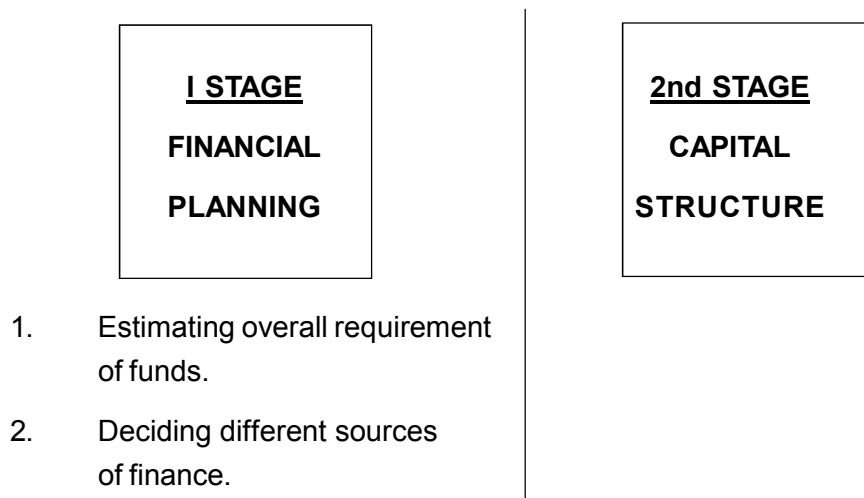 I STAGE
FINANCIAL
PLANNING
1. Estimating overall requirement
of funds.
2. Deciding different sources
of finance.
2nd STAGE
CAPITAL
STRUCTURE